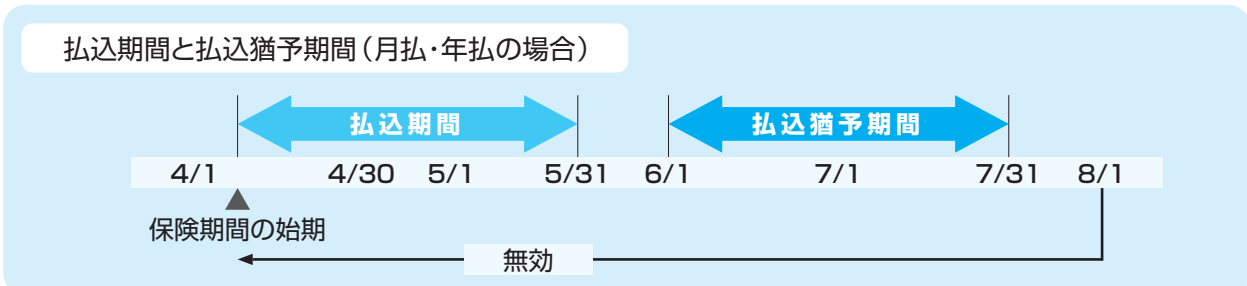 払込期間と払込猶予期間（月払・年払の場合）
払込期間 払込猶予期間
4/1 4/30 5/1 5/31 6/1 7/1 7/31 8/1
保険期間の始期
無効